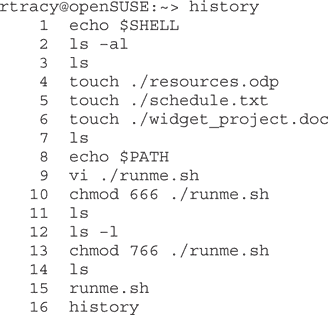 rtracy@openSUSE:~> history
1 echo $SHELL
2 ls -al
3 ls
4 touch ./resources.odp
5 touch ./schedule.txt
6 touch ./widget_project.doc
7 ls
8 echo $PATH
9 vi ./runme.sh
10 chmod 666 ./runme.sh
11 ls
12 ls -l
13 chmod 766 ./runme.sh
14 ls
15 runme.sh
16 history